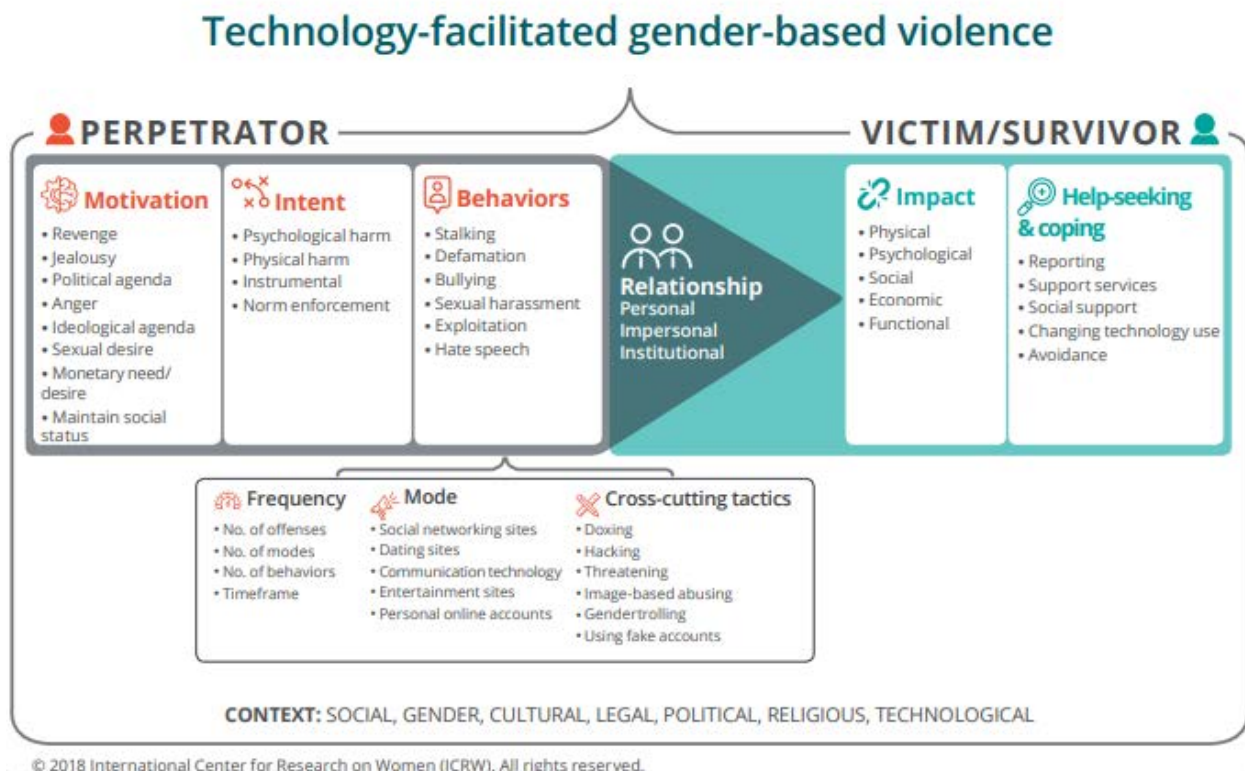 Technology-facilitated gender-based violence
PERPETRATOR
VICTIM/SURVIVOR
Motivation
• Revenge
• Jealousy
• Political agenda
• Anger
• Ideological agenda
• Sexual desire
• Monetary need/
desire
• Maintain social
status
Intent
• Psychological harm
• Physical harm
• Instrumental
• Norm enforcement
Behaviors
• Stalking
• Defamation
• Bullying
• Sexual harassment
• Exploitation
• Hate speech
Relationship
Personal
Impersonal
Institutional
Impact
• Physical
• Psychological
• Social
• Economic
• Functional
Help-seeking
& coping
• Reporting
• Support services
• Social support
• Changing technology use
• Avoidance
Frequency
• No. of offenses
• No. of modes
• No. of behaviors
• Timeframe
Mode
• Social networking sites
• Dating sites
• Communication technology
• Entertainment sites
• Personal online accounts
Cross-cutting tactics
• Doxing
• Hacking
• Threatening
• Image-based abusing
• Gendertrolling
• Using fake accounts
CONTEXT: SOCIAL, GENDER, CULTURAL, LEGAL, POLITICAL, RELIGIOUS, TECHNOLOGICAL
© 2018 International Center for Research on Women (ICRW). All rights reserved.